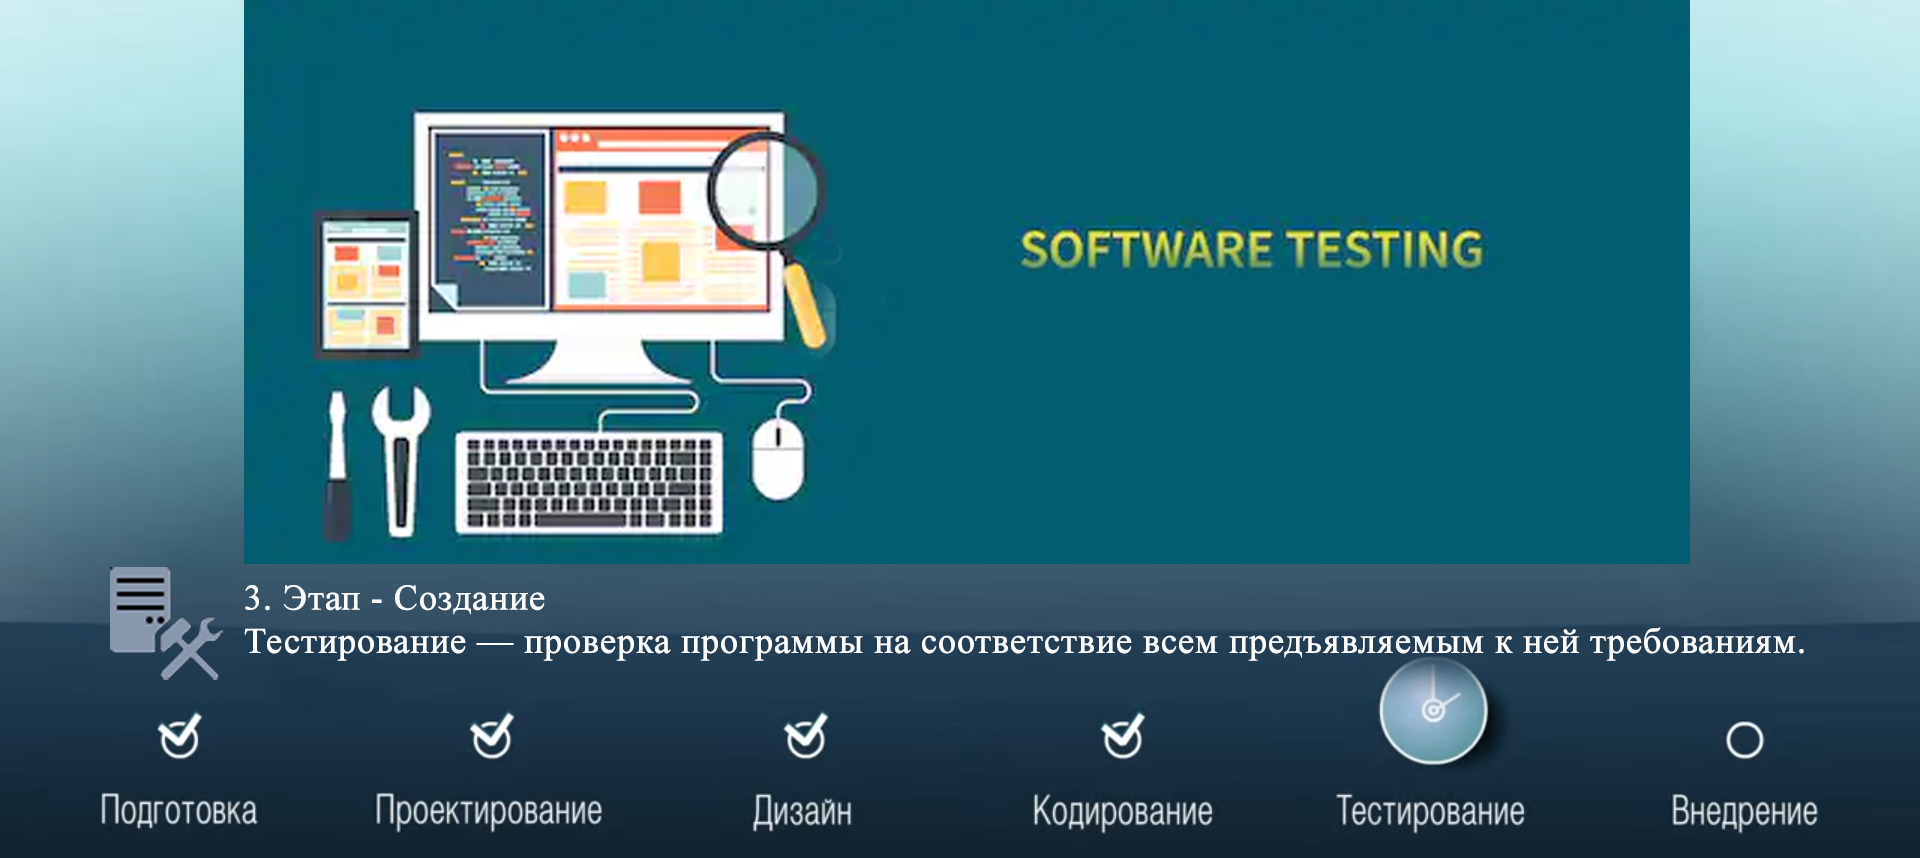 SOFTWARE TESTING
3. Этап - Создание
Тестирование — проверка программы на соответствие всем предъявляемым к ней требованиям.
Подготовка Проектирование Дизайн Кодирование Тестирование Внедрение